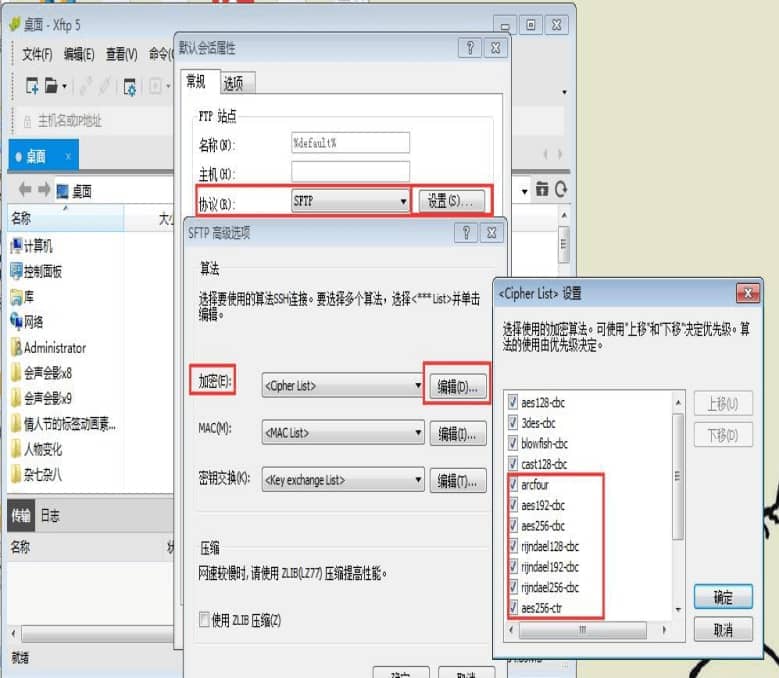 桌面 - Xftp 5
文件(F) 编辑(E) 查看(V) 命令(
主机名或IP地址
桌面 x
桌面
名称 大小
计算机
控制面板
库
网络
Administrator
会声会影x8
会声会影x9
情人节的标签动画素...
人物变化
杂七杂八
传输 日志
名称
就绪
默认会话属性
常规 选项
FTP 站点
名称(N): %default%
主机(H):
协议(R): SFTP 设置(S)...
SFTP 高级选项
算法
选择要使用的算法SSH连接。要选择多个算法，选择<***List>并单击
编辑。
加密(E): <Cipher List> 编辑(D)...
MAC(M): <MAC List> 编辑(I)...
密钥交换(K): <Key exchange List> 编辑(T)...
压缩
网速较慢时,请使用 ZLIB(LZ77)压缩提高性能。
使用 ZLIB 压缩(Z)
确定 取消
<Cipher List> 设置
选择使用的加密算法。可使用"上移"和"下移"决定优先级。算
法的使用由优先级决定。
aes128-cbc
3des-cbc
blowfish-cbc
cast128-cbc
arcfour
aes192-cbc
aes256-cbc
rijndael128-cbc
rijndael192-cbc
rijndael256-cbc
aes256-ctr
上移(U)
下移(D)
确定
取消